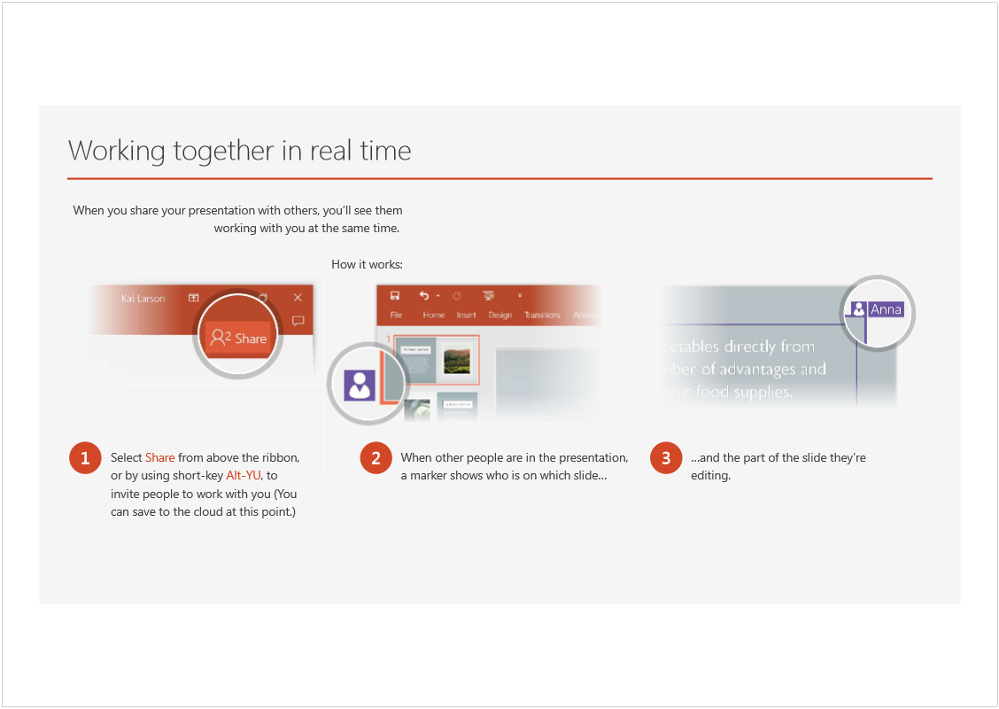 Working together in real time
When you share your presentation with others, you'll see them
working with you at the same time.
How it works:
Kat Larson
Share
File Home Insert Design Transitions
1
Anna
directly from
of advantages and
food supplies.
1
Select Share from above the ribbon,
or by using short-key Alt-YU, to
invite people to work with you (You
can save to the cloud at this point.)
2
When other people are in the presentation,
a marker shows who is on which slide...
3
...and the part of the slide they're
editing.